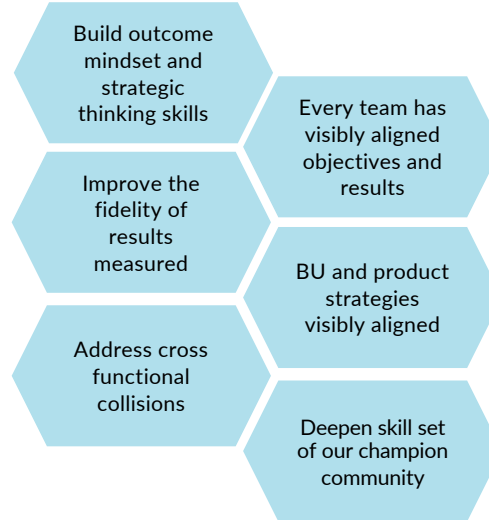 Build outcome
mindset and
strategic
thinking skills
Every team has
visibly aligned
objectives and
results
Improve the
fidelity of
results
measured
BU and product
strategies
visibly aligned
Address cross
functional
collisions
Deepen skill set
of our champion
community